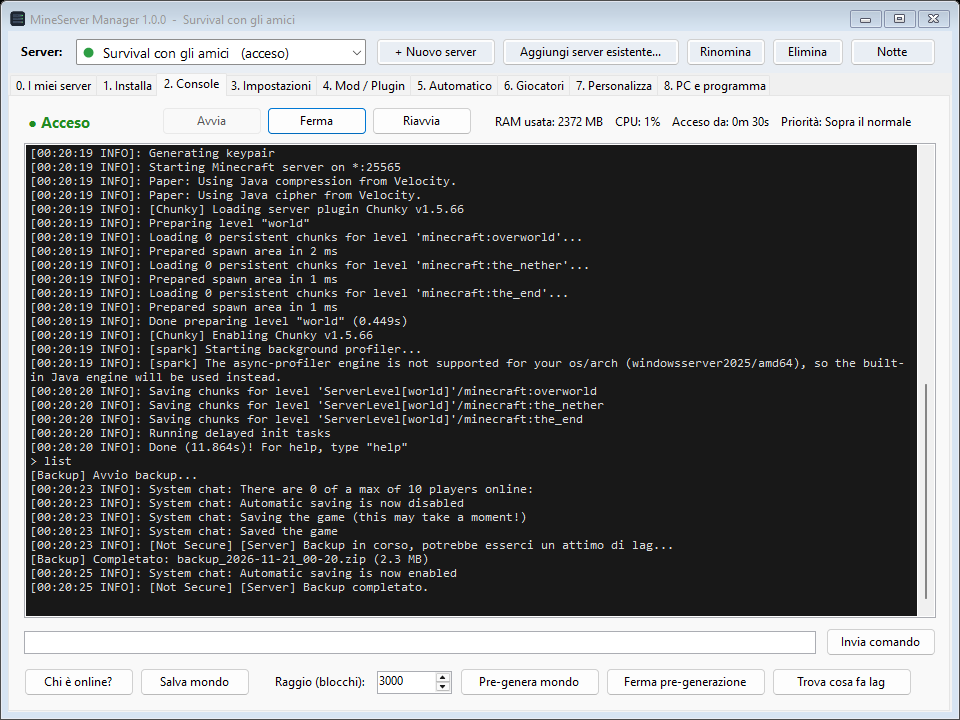 MineServer Manager 1.0.0 - Survival con gli amici
Server: Survival con gli amici (acceso) + Nuovo server Aggiungi server esistente... Rinomina Elimina Notte
0. I miei server 1. Installa 2. Console 3. Impostazioni 4. Mod / Plugin 5. Automatico 6. Giocatori 7. Personalizza 8. PC e programma
● Acceso Avvia Ferma Riavvia RAM usata: 2372 MB CPU: 1% Acceso da: 0m 30s Priorità: Sopra il normale
[00:20:19 INFO]: Generating keypair
[00:20:19 INFO]: Starting Minecraft server on *:25565
[00:20:19 INFO]: Paper: Using Java compression from Velocity.
[00:20:19 INFO]: Paper: Using Java cipher from Velocity.
[00:20:19 INFO]: [Chunky] Loading server plugin Chunky v1.5.66
[00:20:19 INFO]: Preparing level "world"
[00:20:19 INFO]: Loading 0 persistent chunks for level 'minecraft:overworld'...
[00:20:19 INFO]: Prepared spawn area in 2 ms
[00:20:19 INFO]: Loading 0 persistent chunks for level 'minecraft:the_nether'...
[00:20:19 INFO]: Prepared spawn area in 1 ms
[00:20:19 INFO]: Loading 0 persistent chunks for level 'minecraft:the_end'...
[00:20:19 INFO]: Prepared spawn area in 1 ms
[00:20:19 INFO]: Done preparing level "world" (0.449s)
[00:20:19 INFO]: [Chunky] Enabling Chunky v1.5.66
[00:20:19 INFO]: [spark] Starting background profiler...
[00:20:19 INFO]: [spark] The async-profiler engine is not supported for your os/arch (windowsserver2025/amd64), so the built-
in Java engine will be used instead.
[00:20:20 INFO]: Saving chunks for level 'ServerLevel[world]'/minecraft:overworld
[00:20:20 INFO]: Saving chunks for level 'ServerLevel[world]'/minecraft:the_nether
[00:20:20 INFO]: Saving chunks for level 'ServerLevel[world]'/minecraft:the_end
[00:20:20 INFO]: Running delayed init tasks
[00:20:20 INFO]: Done (11.864s)! For help, type "help"
> list
[Backup] Avvio backup...
[00:20:23 INFO]: System chat: There are 0 of a max of 10 players online:
[00:20:23 INFO]: System chat: Automatic saving is now disabled
[00:20:23 INFO]: System chat: Saving the game (this may take a moment!)
[00:20:23 INFO]: System chat: Saved the game
[00:20:23 INFO]: [Not Secure] [Server] Backup in corso, potrebbe esserci un attimo di lag...
[Backup] Completato: backup_2026-11-21_00-20.zip (2.3 MB)
[00:20:25 INFO]: System chat: Automatic saving is now enabled
[00:20:25 INFO]: [Not Secure] [Server] Backup completato.
Invia comando
Chi è online? Salva mondo Raggio (blocchi): 3000 Pre-genera mondo Ferma pre-generazione Trova cosa fa lag